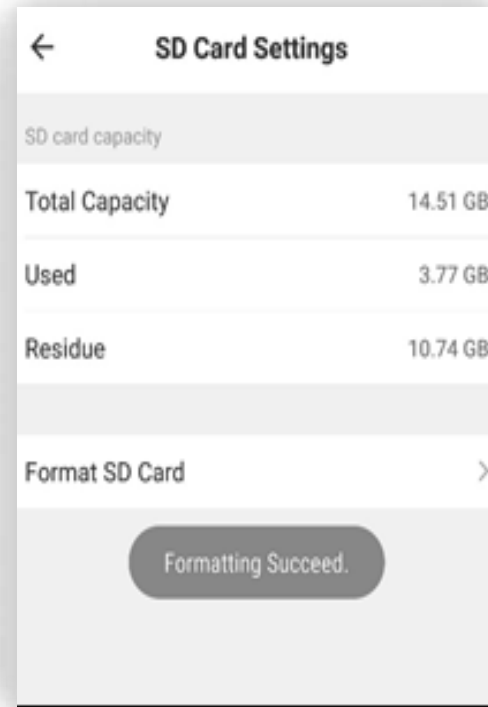 SD Card Settings
SD card capacity
Total Capacity 14.51 GB
Used 3.77 GB
Residue 10.74 GB
Format SD Card
Formatting Succeed.